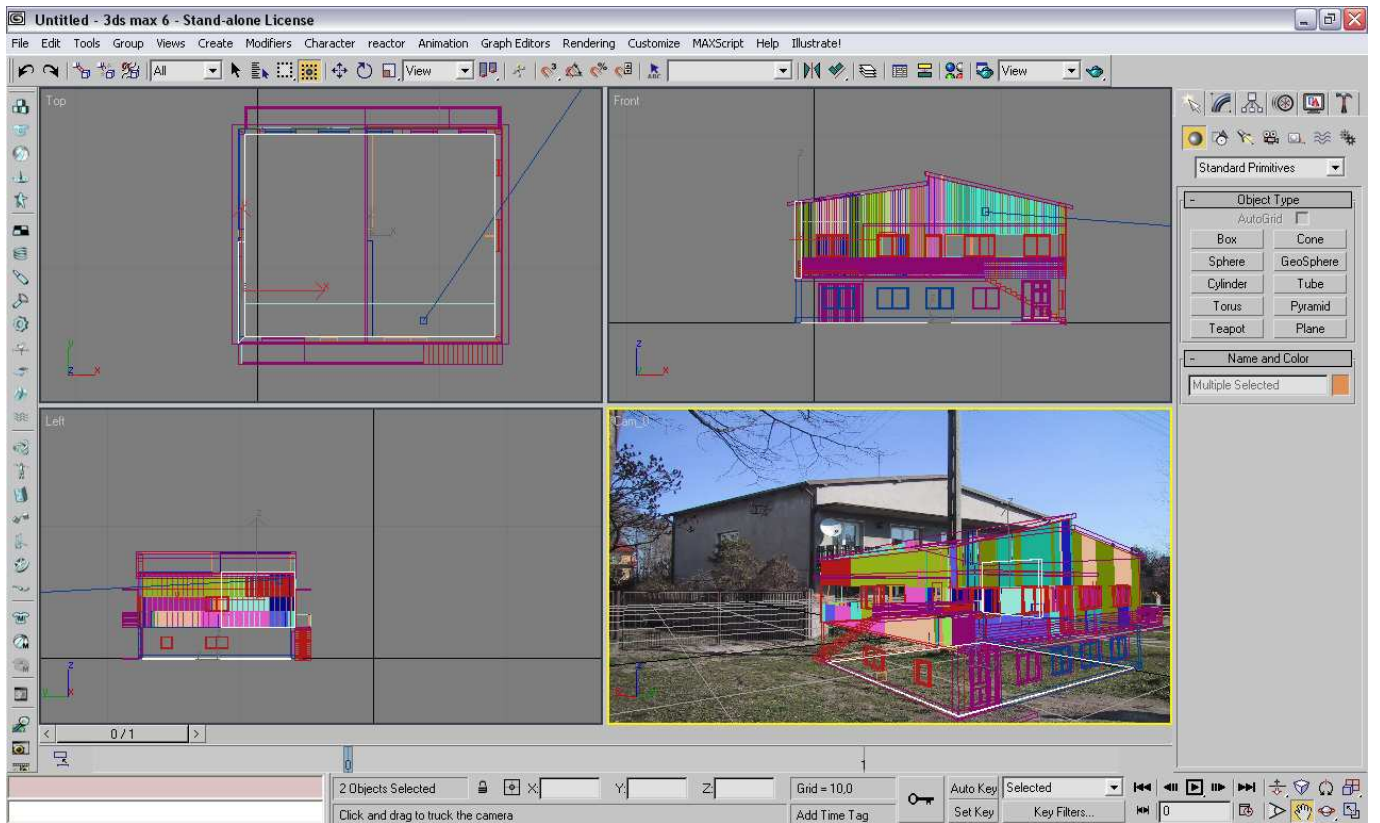 Untitled - 3ds max 6 - Stand-alone License
File Edit Tools Group Views Create Modifiers Character reactor Animation Graph Editors Rendering Customize MAXScript Help Illustrate!
All View ABC View
Top
Front
Standard Primitives
- Object Type
AutoGrid
Box Cone
Sphere GeoSphere
Cylinder Tube
Torus Pyramid
Teapot Plane
- Name and Color
Multiple Selected
Left
Cam_0
z
x
y
< 0 / 1 >
0 1
2 Objects Selected X: Y: Z: Grid = 10,0 Auto Key Selected
Click and drag to truck the camera Add Time Tag Set Key Key Filters... 0